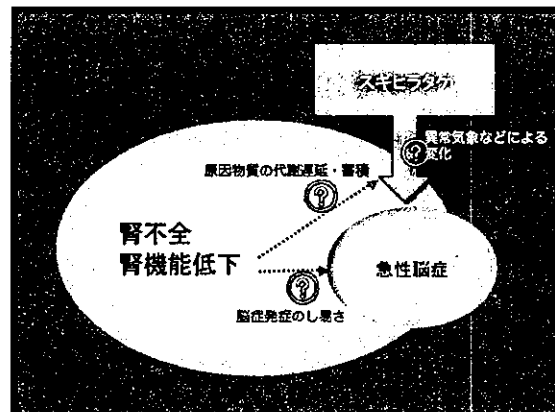 スギヒラタケ
?
異常気象などによる
変化
原因物質の代謝遅延・蓄積
?
腎不全
腎機能低下
急性脳症
?
脳症発症のし易さ